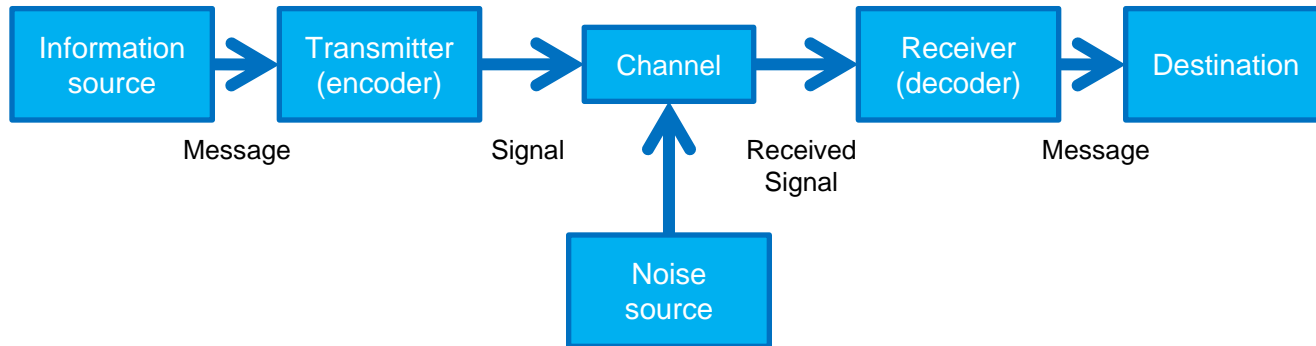 Information
source
Transmitter
(encoder)
Channel
Receiver
(decoder)
Destination
Message
Signal
Received
Signal
Message
Noise
source